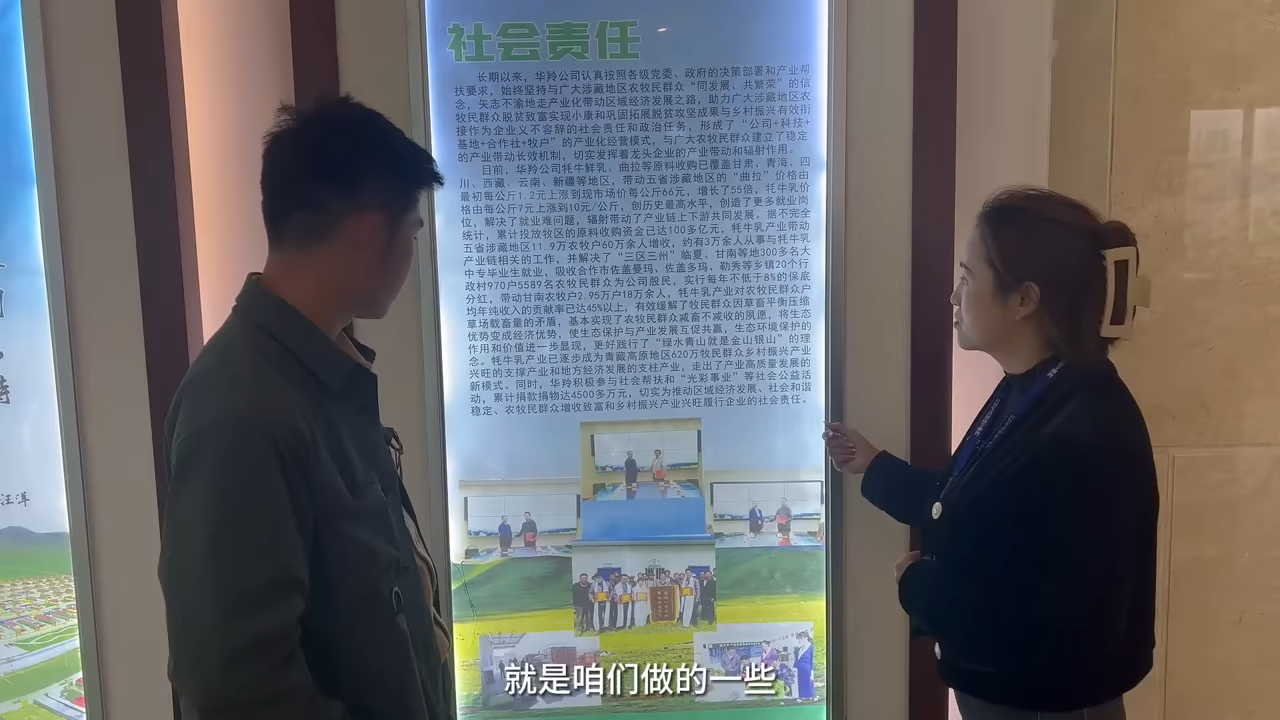 社会责任
长期以来，华羚公司认真按照各级党委、政府的决策部署和产业帮
扶要求，始终坚持与广大涉藏地区农牧民群众“同发展、共繁荣”的信
念，矢志不渝地走产业化带动区域经济发展之路，助力广大涉藏地区农
牧民群众脱贫致富实现小康和巩固拓展脱贫攻坚成果与乡村振兴有效衔
接作为企业义不容辞的社会责任和政治任务，形成了“公司+科技+
基地+合作社+牧户”的产业化经营模式，与广大农牧民群众建立了稳定
的产业带动长效机制，切实发挥着龙头企业的产业带动和辐射作用。
目前，华羚公司牦牛鲜乳、曲拉等原料收购已覆盖甘肃、青海、四
川、西藏、云南、新疆等地区，带动五省涉藏地区的“曲拉”价格由
最初每公斤1.2元上涨到现市场价每公斤66元，增长了55倍，牦牛乳价
格由每公斤7元上涨到10元/公斤，创历史最高水平，创造了更多就业岗
位，解决了就业难问题，辐射带动了产业链上下游共同发展。据不完全
统计，累计投放牧区的原料收购资金已达100多亿元，牦牛乳产业带动
五省涉藏地区11.9万农牧户60万余人增收，约有3万余人从事与牦牛乳
产业链相关的工作，并解决了“三区三州”临夏、甘南等地300多名大
中专毕业生就业，吸收合作市佐盖曼玛、佐盖多玛、勒秀等乡镇20个行
政村970户5589名农牧民群众为公司股民，实行每年不低于8%的保底
分红，带动甘南农牧户2.95万户18万余人，牦牛乳产业对农牧民群众户
均年纯收入的贡献率已达45%以上，有效缓解了牧民群众因草畜平衡压缩
草场载畜量的矛盾，基本实现了农牧民群众减畜不减收的夙愿，将生态
优势变成经济优势，使生态保护与产业发展互促共赢，生态环境保护的
作用和价值进一步显现，更好践行了“绿水青山就是金山银山”的理
念。牦牛乳产业已逐步成为青藏高原地区620万牧民群众乡村振兴产业
兴旺的支撑产业和地方经济发展的支柱产业，走出了产业高质量发展的
新模式。同时，华羚积极参与社会帮扶和“光彩事业”等社会公益活
动，累计捐款捐物达4500多万元，切实为推动区域经济发展、社会和谐
稳定、农牧民群众增收致富和乡村振兴产业兴旺履行企业的社会责任。
就是咱们做的一些